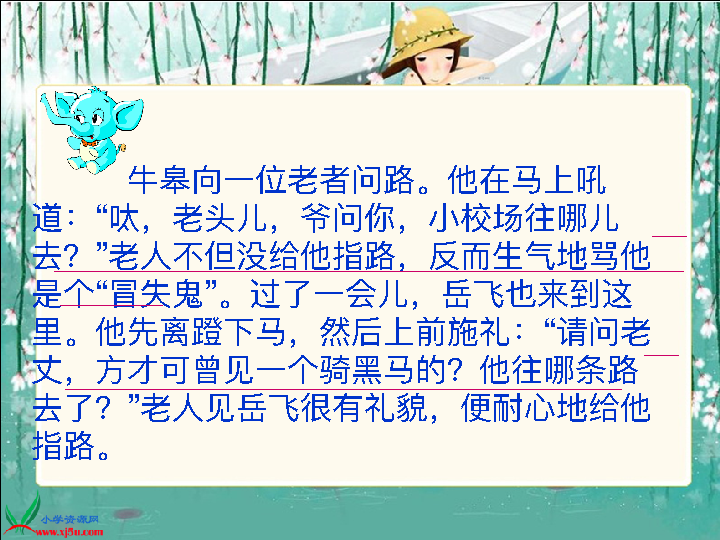 牛皋向一位老者问路。他在马上吼
道：“呔，老头儿，爷问你，小校场往哪儿
去？”老人不但没给他指路，反而生气地骂他
是个“冒失鬼”。过了一会儿，岳飞也来到这
里。他先离蹬下马，然后上前施礼：“请问老
丈，方才可曾见一个骑黑马的？他往哪条路
去了？”老人见岳飞很有礼貌，便耐心地给他
指路。
小学资源网
www.xj5u.com